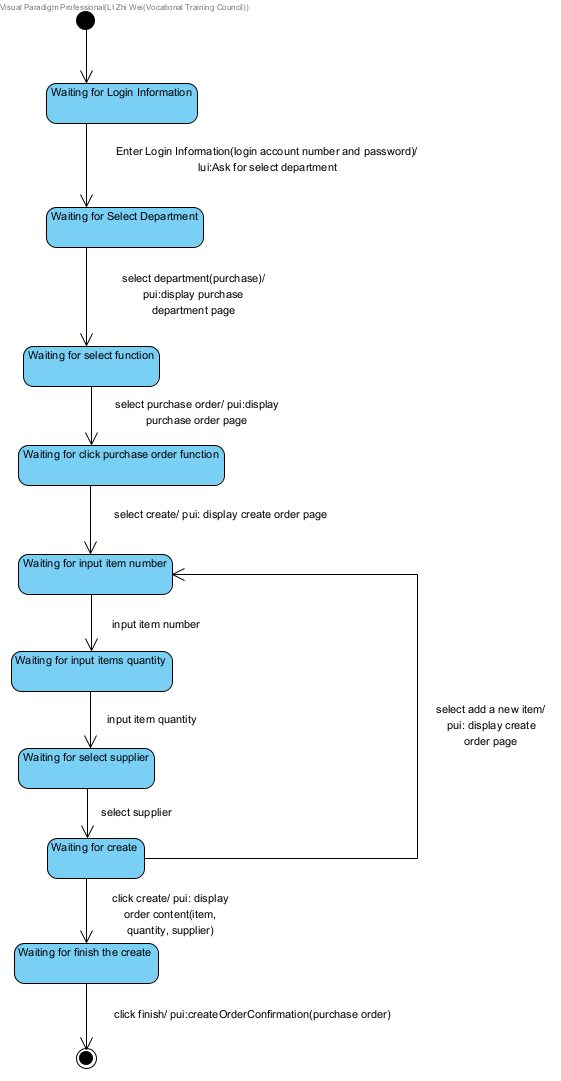 Visual Paradigm Professional(LI Zhi Wei(Vocational Training Council))
Waiting for Login Information
Enter Login Information(login account number and password)/
lui:Ask for select department
Waiting for Select Department
select department(purchase)/
pui:display purchase
department page
Waiting for select function
select purchase order/ pui:display
purchase order page
Waiting for click purchase order function
select create/ pui: display create order page
Waiting for input item number
input item number
Waiting for input items quantity
select add a new item/
pui: display create
order page
input item quantity
Waiting for select supplier
select supplier
Waiting for create
click create/ pui: display
order content(item,
quantity, supplier)
Waiting for finish the create
click finish/ pui:createOrderConfirmation(purchase order)